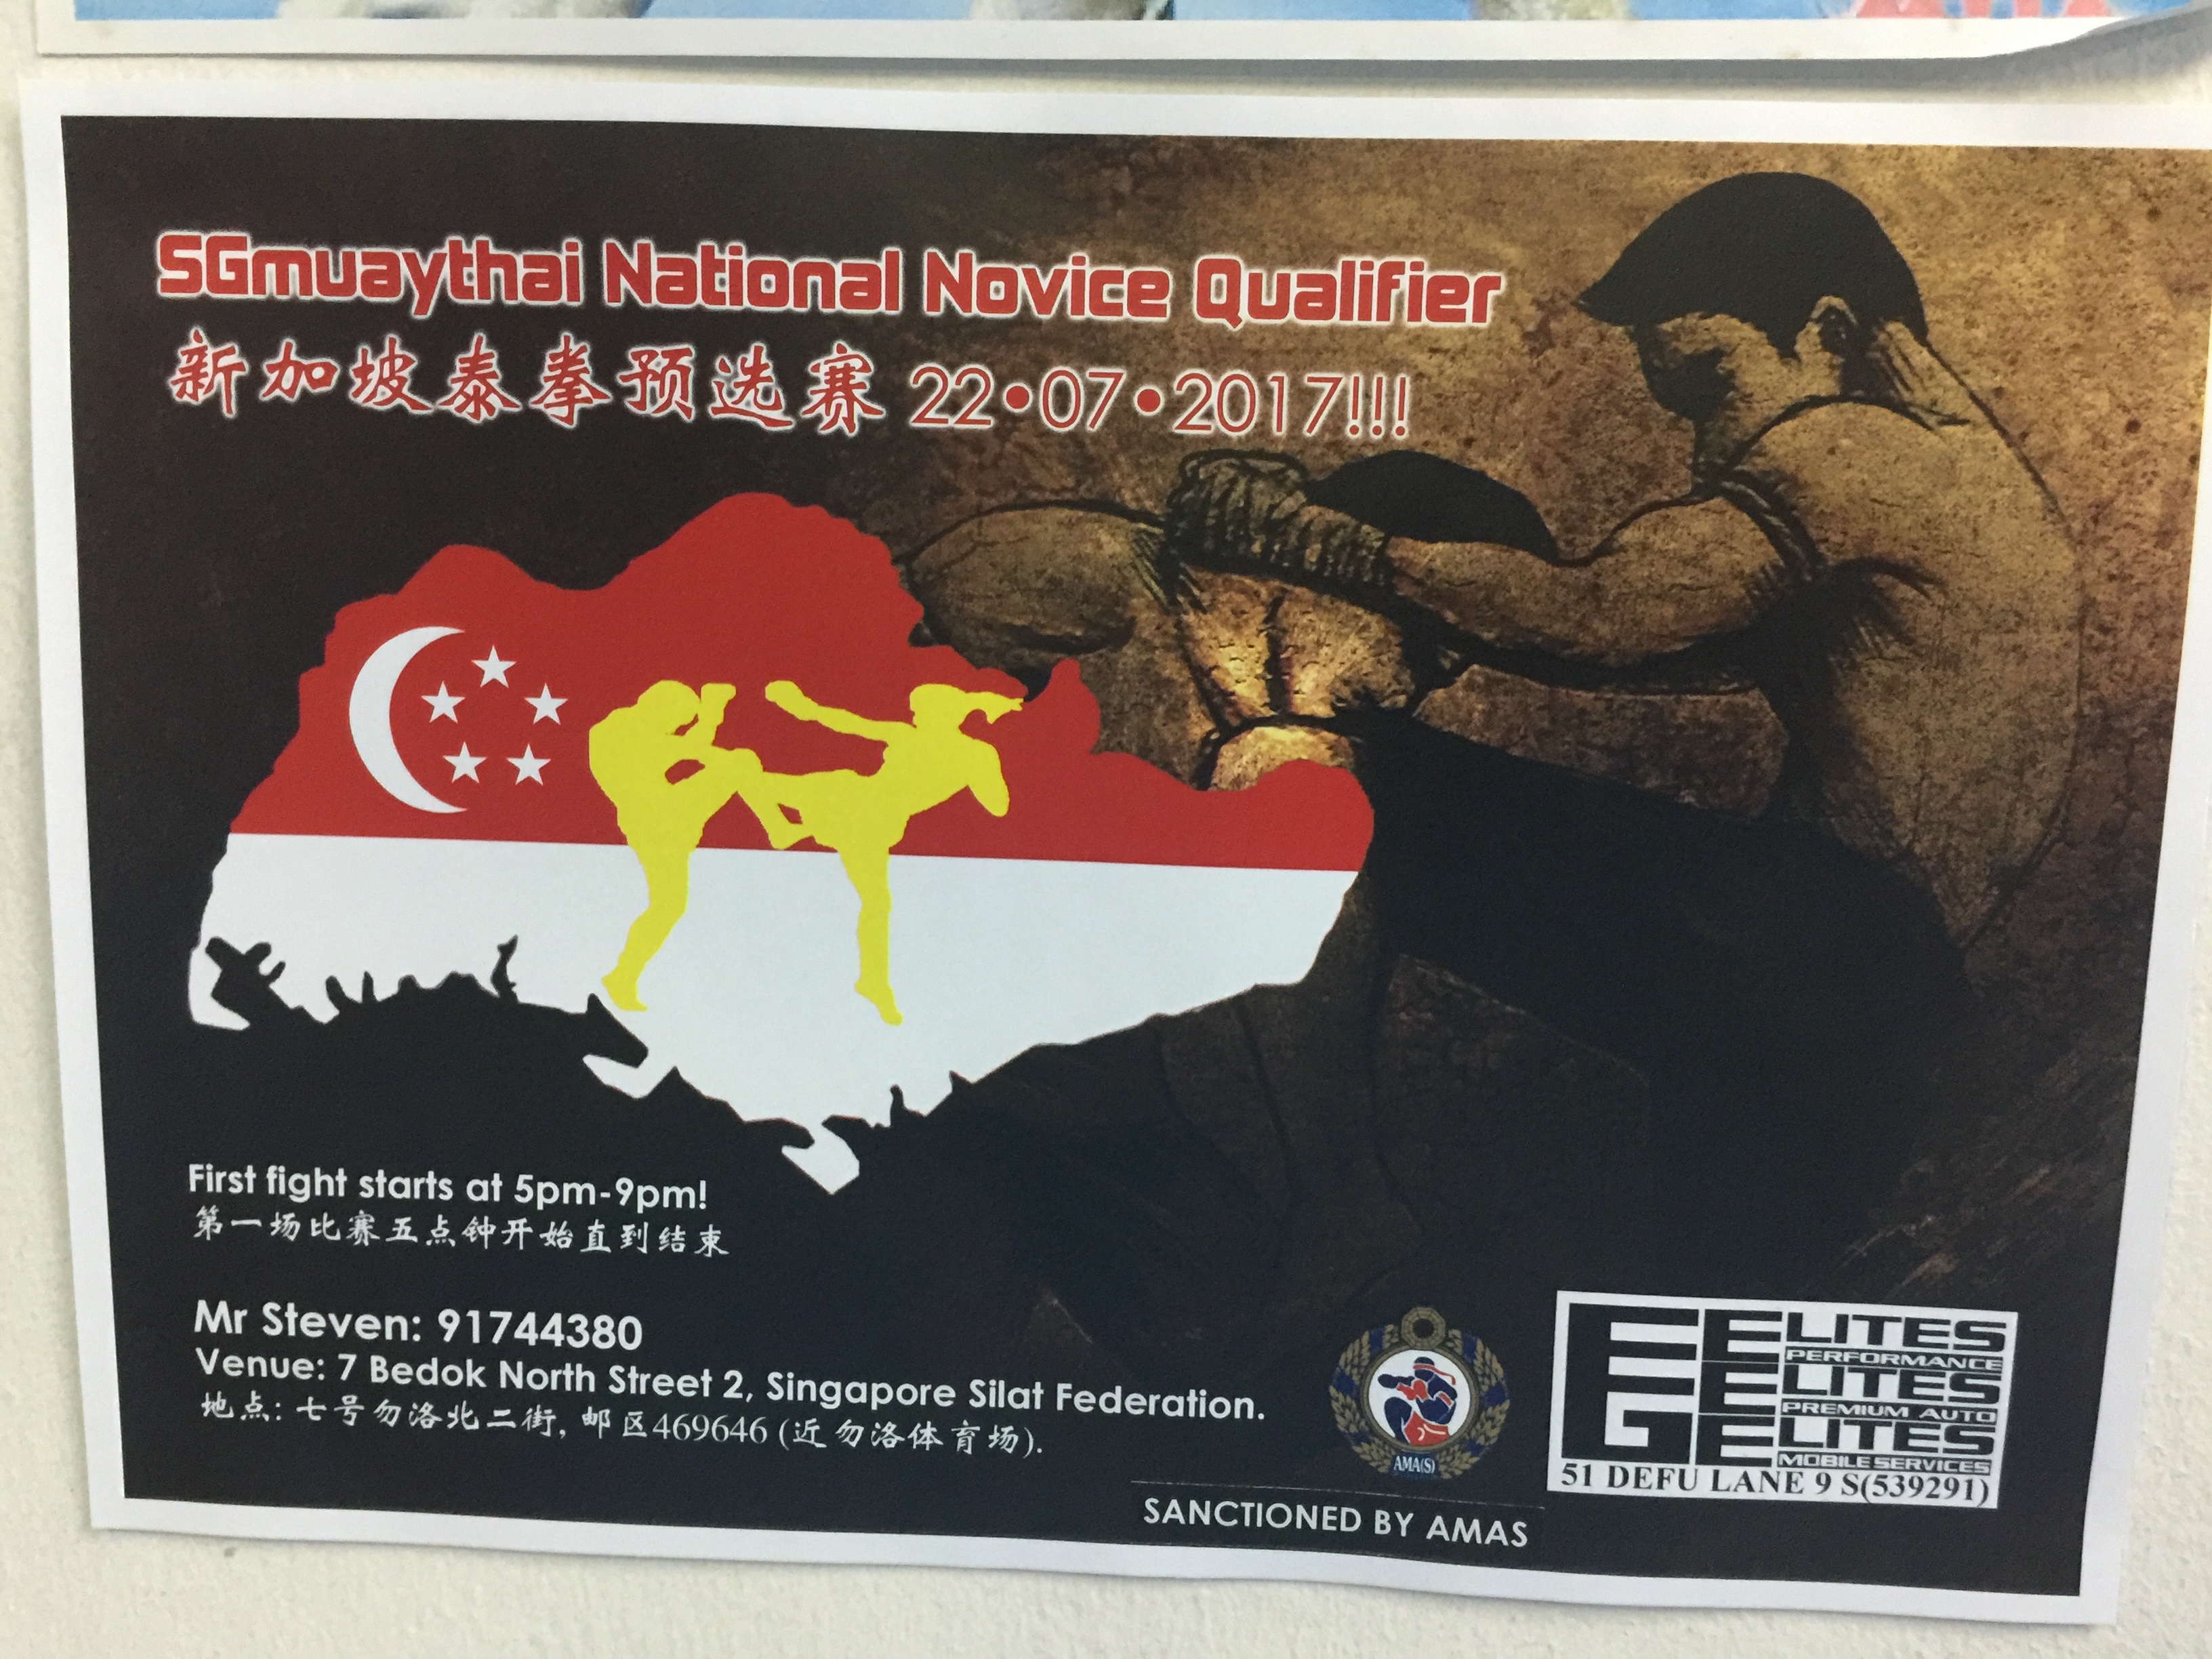 SGmuaythai National Novice Qualifier
新加坡泰拳预选赛 22•07•2017!!!
First fight starts at 5pm-9pm!
第一场比赛五点钟开始直到结束
Mr Steven: 91744380
Venue: 7 Bedok North Street 2, Singapore Silat Federation.
地点: 七号勿洛北二街, 邮区469646 (近勿洛体育场).
AMA(S)
SANCTIONED BY AMAS
EEG
ELITES
PERFORMANCE
ELITES
PREMIUM AUTO
ELITES
MOBILE SERVICES
51 DEFU LANE 9 S(539291)